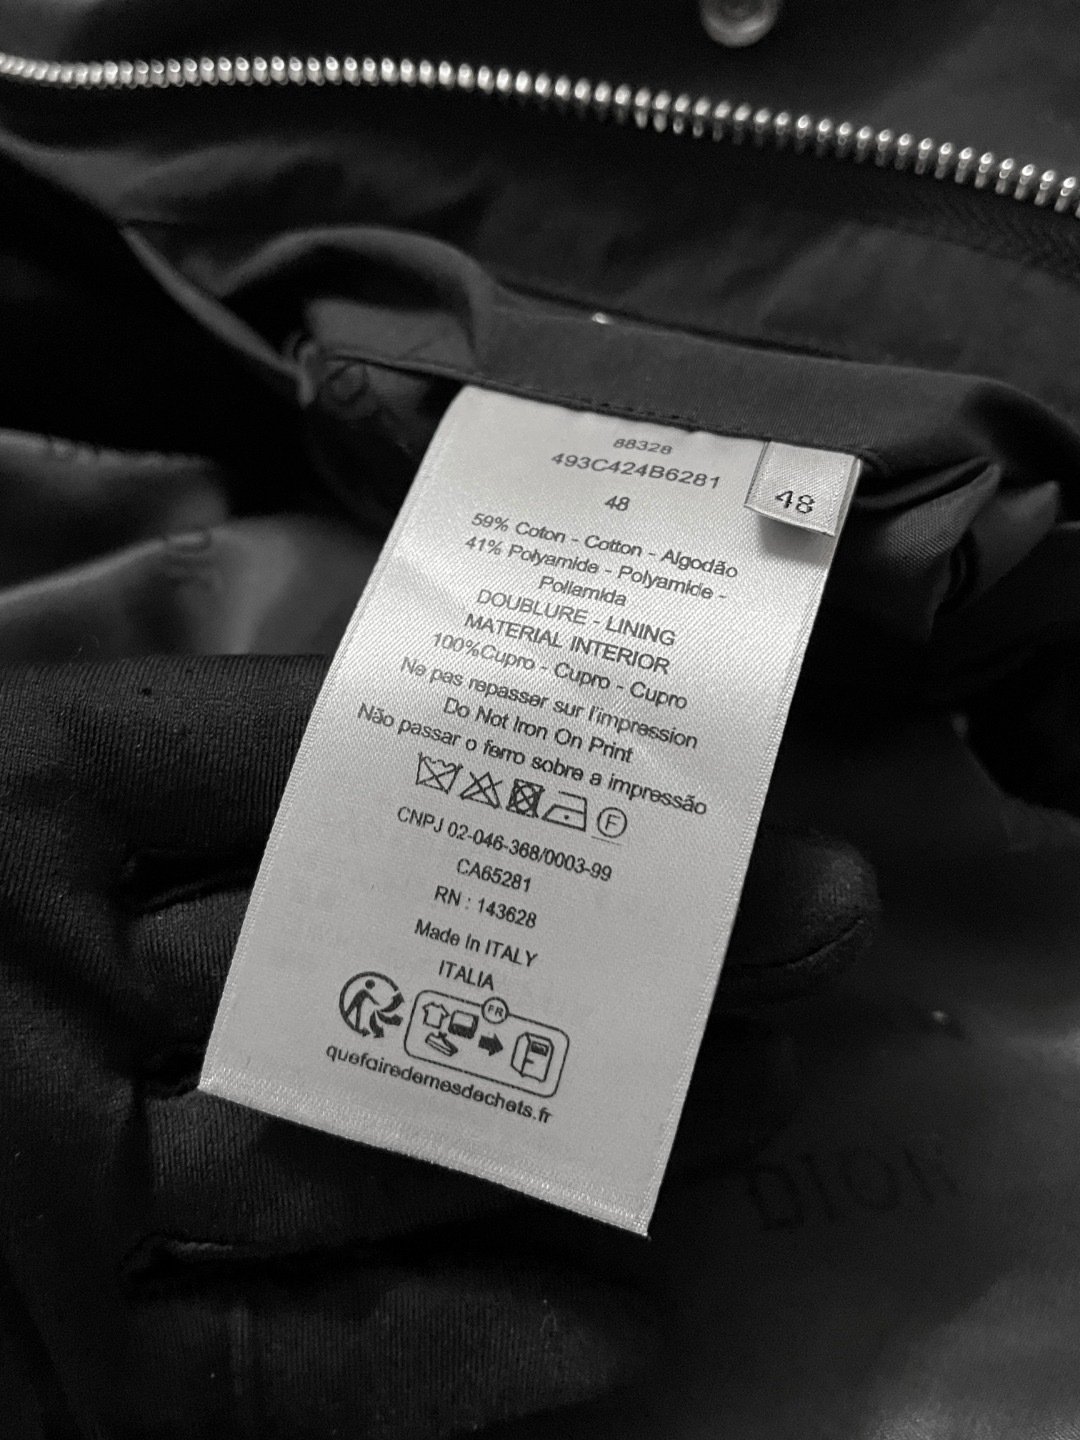 88328
493C424B6281
48
48
59% Coton - Cotton - Algodão
41% Polyamide - Polyamide -
Poliamida
DOUBLURE - LINING
MATERIAL INTERIOR
100%Cupro - Cupro - Cupro
Ne pas repasser sur l'impression
Do Not Iron On Print
Não passar o ferro sobre a impressão
F
CNPJ 02-046-368/0003-99
CA65281
RN : 143628
Made in ITALY
ITALIA
FR
quefairedemesdechets.fr
DIOR